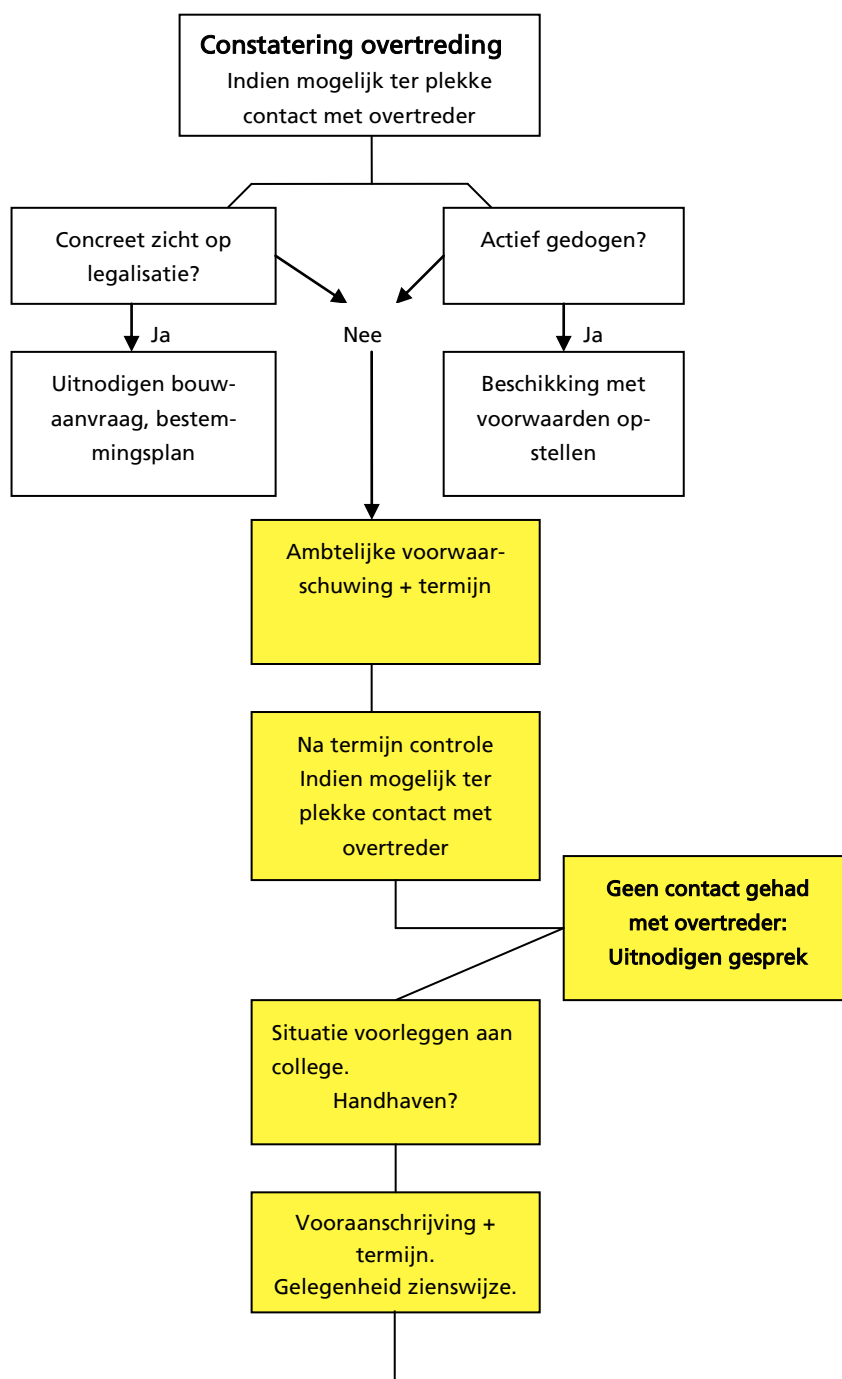 Constatering overtreding
Indien mogelijk ter plekke
contact met overtreder
Concreet zicht op
legalisatie?
Actief gedogen?
Ja
Nee
Ja
Uitnodigen bouw-
aanvraag, bestem-
mingsplan
Beschikking met
voorwaarden op-
stellen
Ambtelijke voorwaar-
schuwing + termijn
Na termijn controle
Indien mogelijk ter
plekke contact met
overtreder
Geen contact gehad
met overtreder:
Uitnodigen gesprek
Situatie voorleggen aan
college.
Handhaven?
Vooraanschrijving +
termijn.
Gelegenheid zienswijze.